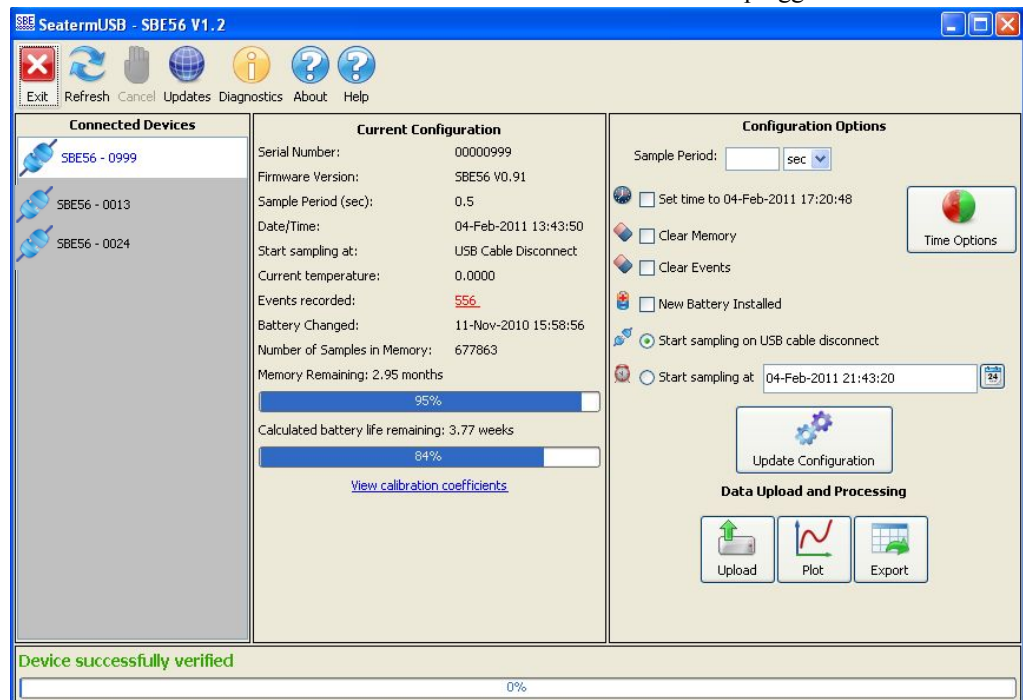 plugg
SBE SeatermUSB - SBE56 V1.2
Exit Refresh Cancel Updates Diagnostics About Help
Connected Devices
SBE56 - 0999
SBE56 - 0013
SBE56 - 0024
Current Configuration
Serial Number: 00000999
Firmware Version: SBE56 V0.91
Sample Period (sec): 0.5
Date/Time: 04-Feb-2011 13:43:50
Start sampling at: USB Cable Disconnect
Current temperature: 0.0000
Events recorded: 556
Battery Changed: 11-Nov-2010 15:58:56
Number of Samples in Memory: 677863
Memory Remaining: 2.95 months
95%
Calculated battery life remaining: 3.77 weeks
84%
View calibration coefficients
Configuration Options
Sample Period: sec
Set time to 04-Feb-2011 17:20:48
Time Options
Clear Memory
Clear Events
New Battery Installed
Start sampling on USB cable disconnect
Start sampling at 04-Feb-2011 21:43:20
24
Update Configuration
Data Upload and Processing
Upload Plot Export
Device successfully verified
0%